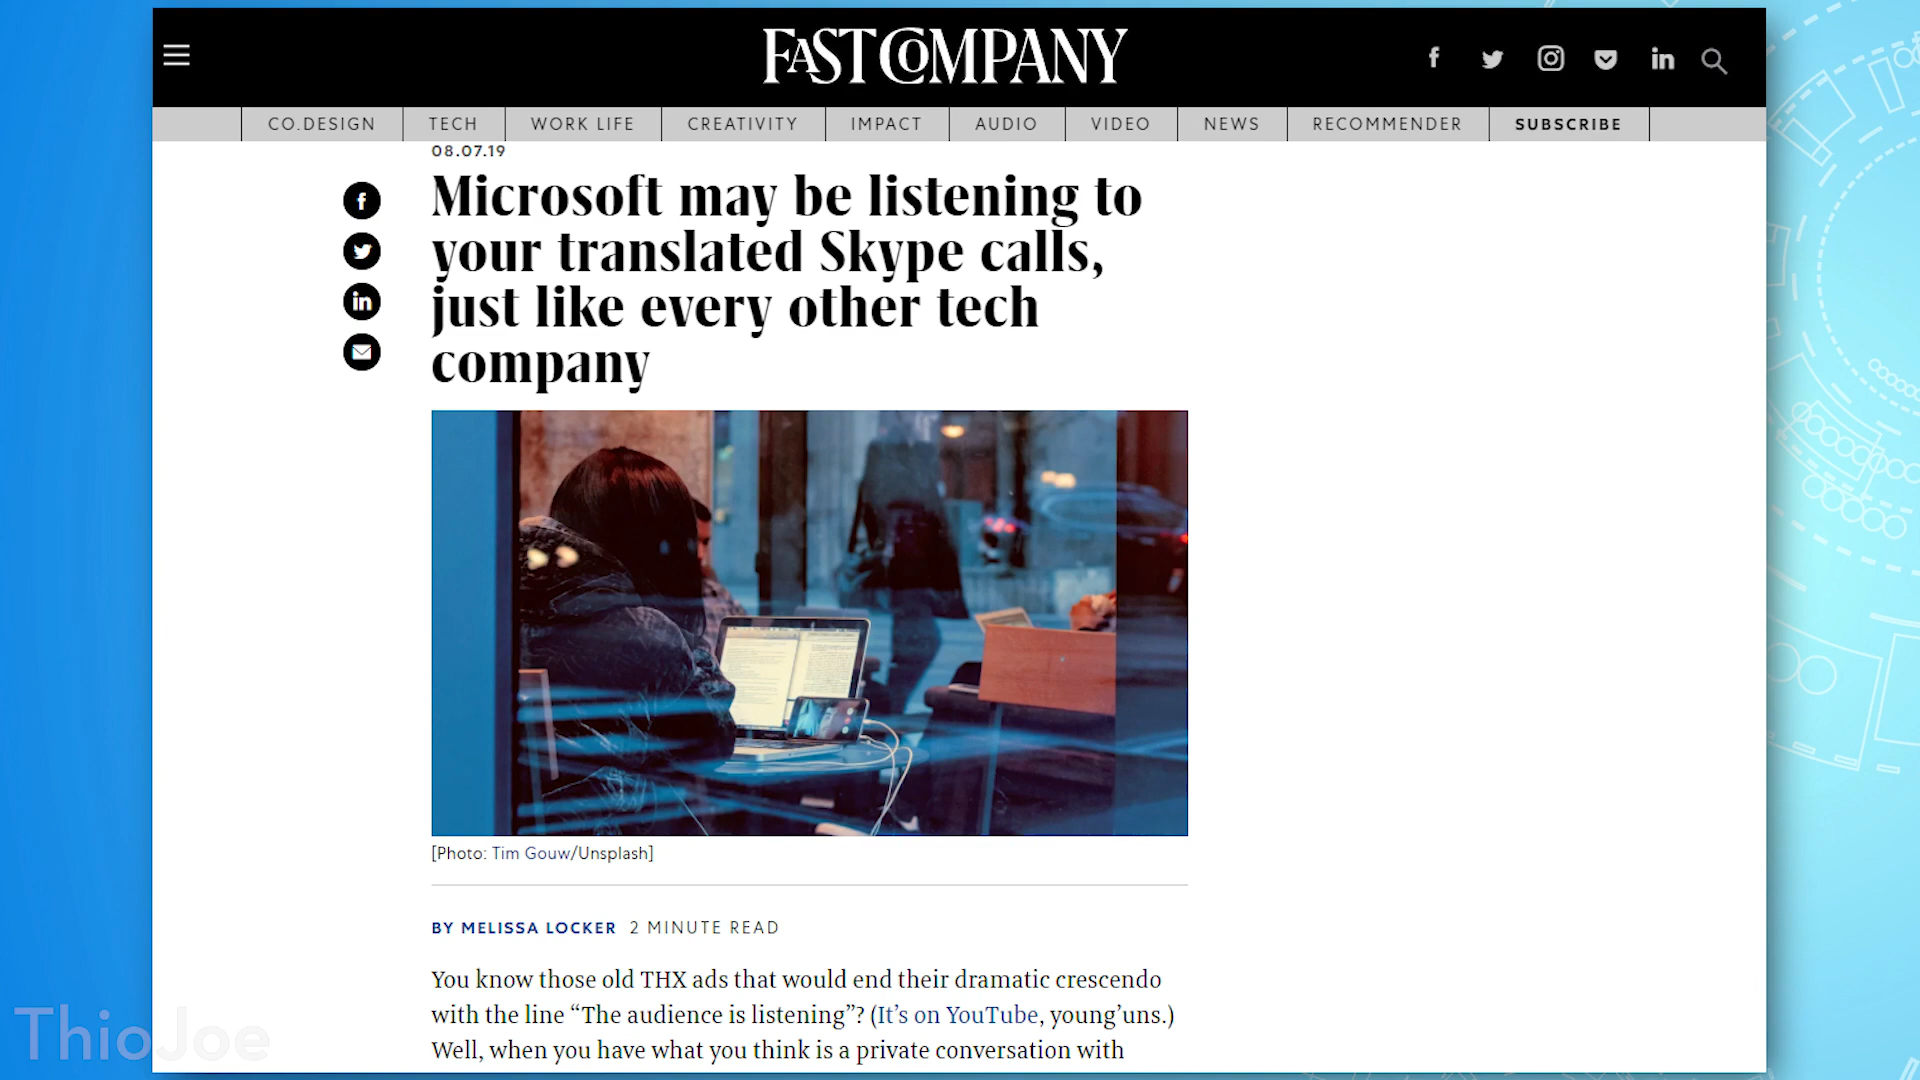 FAST COMPANY
CO.DESIGN TECH WORK LIFE CREATIVITY IMPACT AUDIO VIDEO NEWS RECOMMENDER SUBSCRIBE
08.07.19
Microsoft may be listening to
your translated Skype calls,
just like every other tech
company
[Photo: Tim Gouw/Unsplash]
BY MELISSA LOCKER 2 MINUTE READ
You know those old THX ads that would end their dramatic crescendo
with the line “The audience is listening”? (It’s on YouTube, young’uns.)
Well, when you have what you think is a private conversation with
ThioJoe